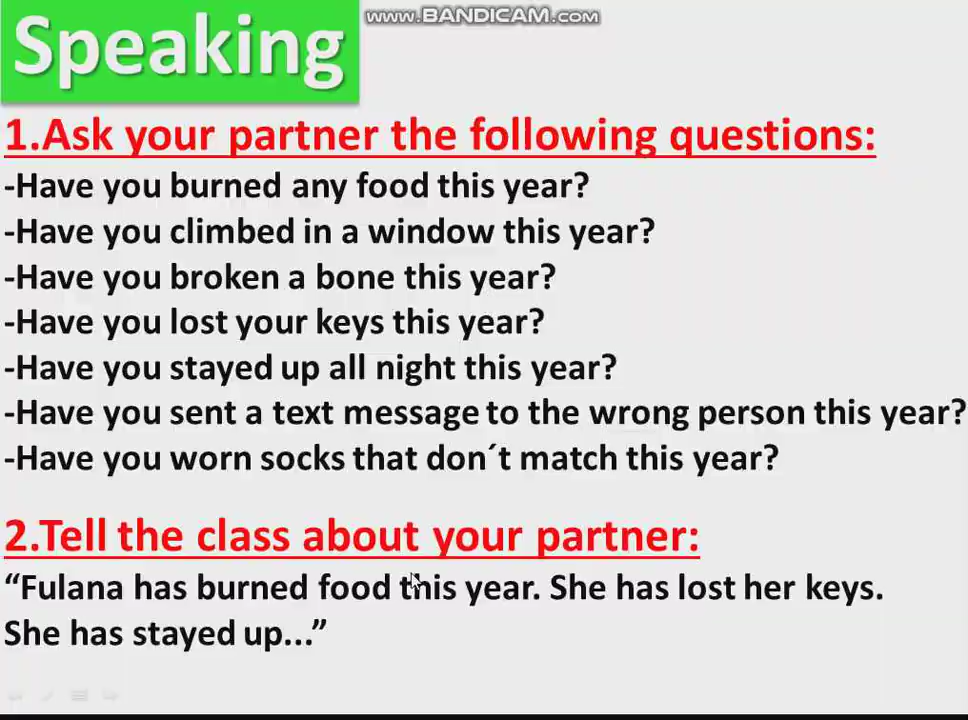 www.BANDICAM.com
Speaking
1.Ask your partner the following questions:
-Have you burned any food this year?
-Have you climbed in a window this year?
-Have you broken a bone this year?
-Have you lost your keys this year?
-Have you stayed up all night this year?
-Have you sent a text message to the wrong person this year?
-Have you worn socks that don´t match this year?
2.Tell the class about your partner:
“Fulana has burned food this year. She has lost her keys.
She has stayed up...”